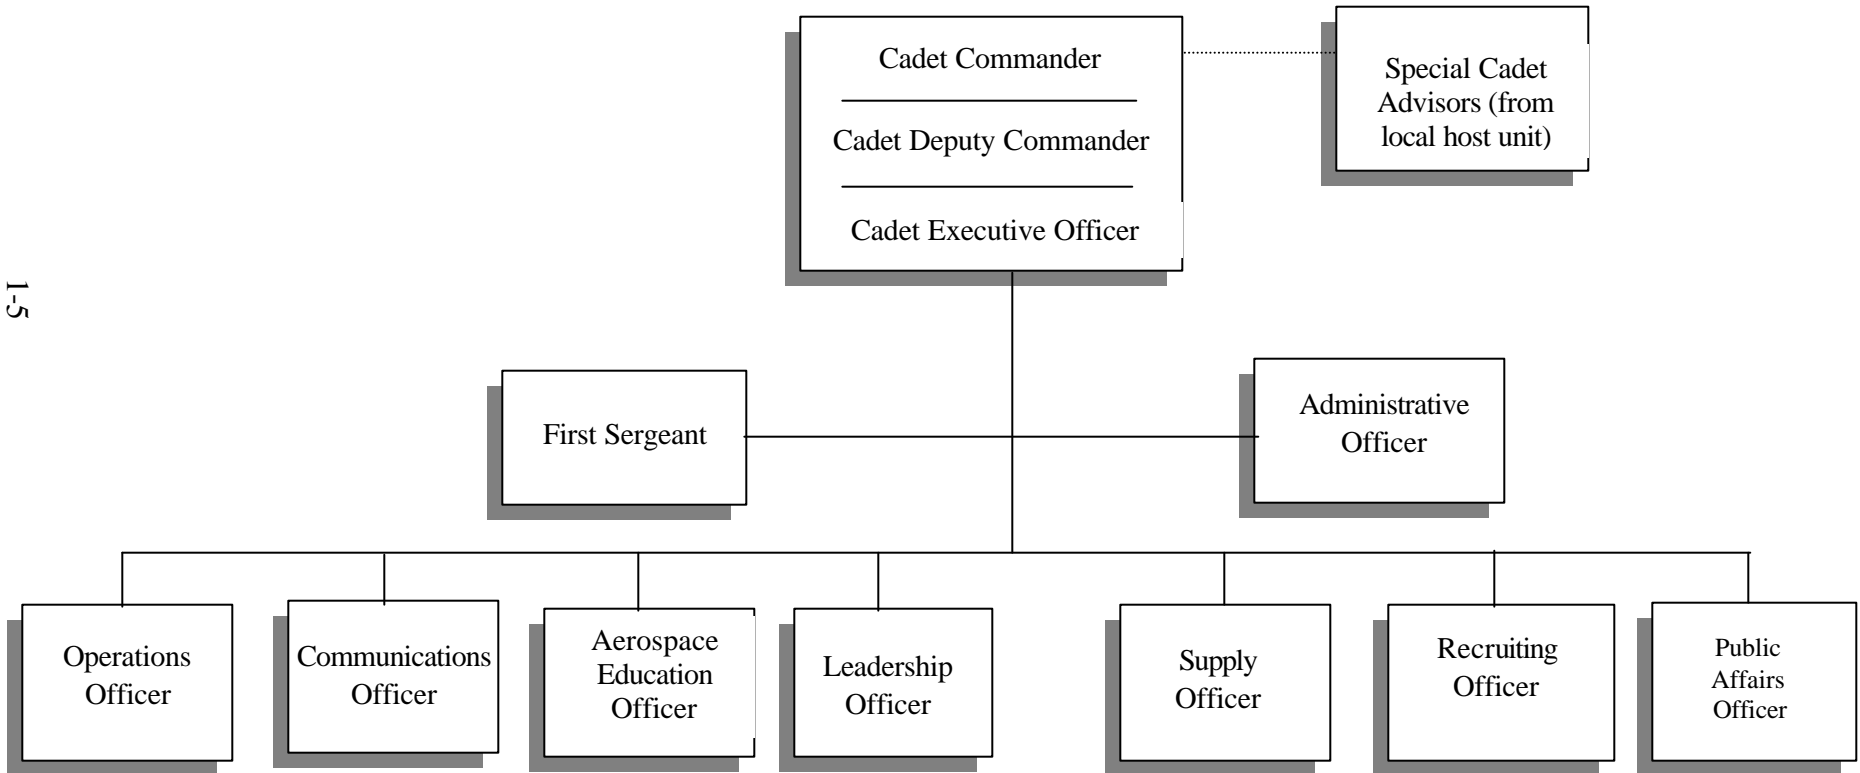 Cadet Commander
Cadet Deputy Commander
Cadet Executive Officer
Special Cadet
Advisors (from
local host unit)
1-5
First Sergeant
Administrative
Officer
Operations
Officer
Communications
Officer
Aerospace
Education
Officer
Leadership
Officer
Supply
Officer
Recruiting
Officer
Public
Affairs
Officer